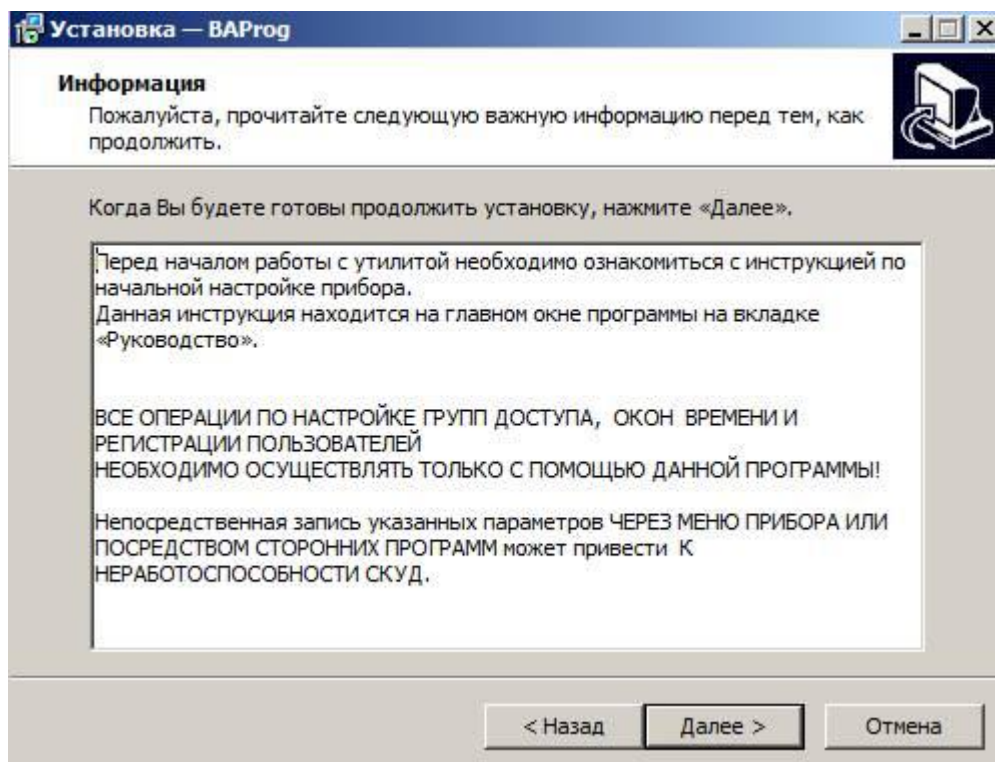 Установка — BAProg
Информация
Пожалуйста, прочитайте следующую важную информацию перед тем, как
продолжить.
Когда Вы будете готовы продолжить установку, нажмите «Далее».
Перед началом работы с утилитой необходимо ознакомиться с инструкцией по
начальной настройке прибора.
Данная инструкция находится на главном окне программы на вкладке
«Руководство».
ВСЕ ОПЕРАЦИИ ПО НАСТРОЙКЕ ГРУПП ДОСТУПА, ОКОН ВРЕМЕНИ И
РЕГИСТРАЦИИ ПОЛЬЗОВАТЕЛЕЙ
НЕОБХОДИМО ОСУЩЕСТВЛЯТЬ ТОЛЬКО С ПОМОЩЬЮ ДАННОЙ ПРОГРАММЫ!
Непосредственная запись указанных параметров ЧЕРЕЗ МЕНЮ ПРИБОРА ИЛИ
ПОСРЕДСТВОМ СТОРОННИХ ПРОГРАММ может привести К
НЕРАБОТОСПОСОБНОСТИ СКУД.
< Назад Далее > Отмена